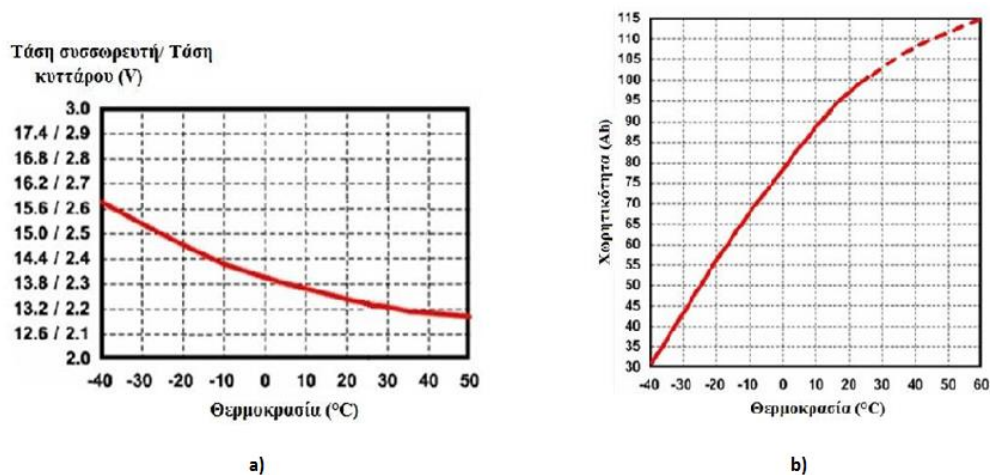 Τάση συσσωρευτή/ Τάση
κυττάρου (V)
3.0
17.4 / 2.9
16.8 / 2.8
16.2 / 2.7
15.6 / 2.6
15.0 / 2.5
14.4 / 2.4
13.8 / 2.3
13.2 / 2.2
12.6 / 2.1
2.0
-40 -30 -20 -10 0 10 20 30 40 50
Θερμοκρασία (°C)
a)
Χωρητικότητα (Ah)
115
110
105
100
95
90
85
80
75
70
65
60
55
50
45
40
35
30
-40 -30 -20 -10 0 10 20 30 40 50 60
Θερμοκρασία (°C)
b)